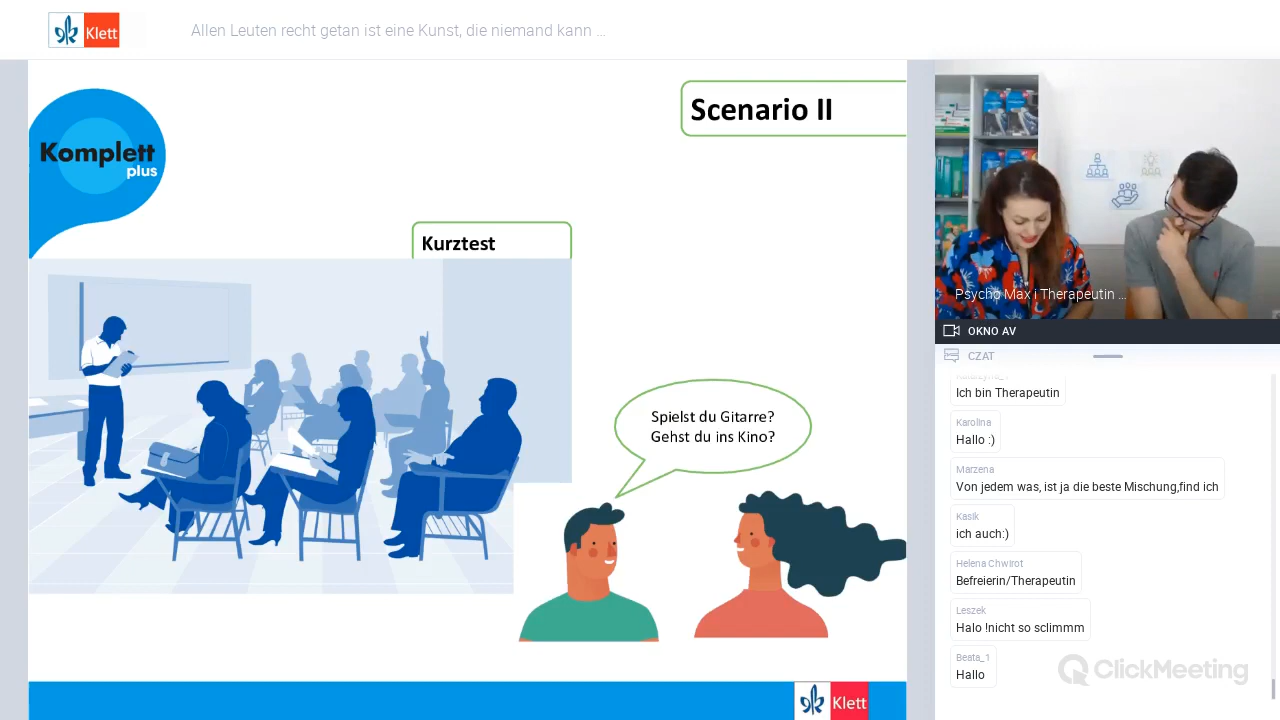 Klett
Allen Leuten recht getan ist eine Kunst, die niemand kann ...
Scenario II
Komplett
plus
Kurztest
Spielst du Gitarre?
Gehst du ins Kino?
Klett
Psycho Max i Therapeutin ...
OKNO AV
CZAT
Ich bin Therapeutin
Karolina
Hallo :)
Marzena
Von jedem was, ist ja die beste Mischung,find ich
Kasik
ich auch:)
Helena Chwirot
Befreierin/Therapeutin
Leszek
Halo !nicht so sclimmm
Beata_1
Hallo
ClickMeeting